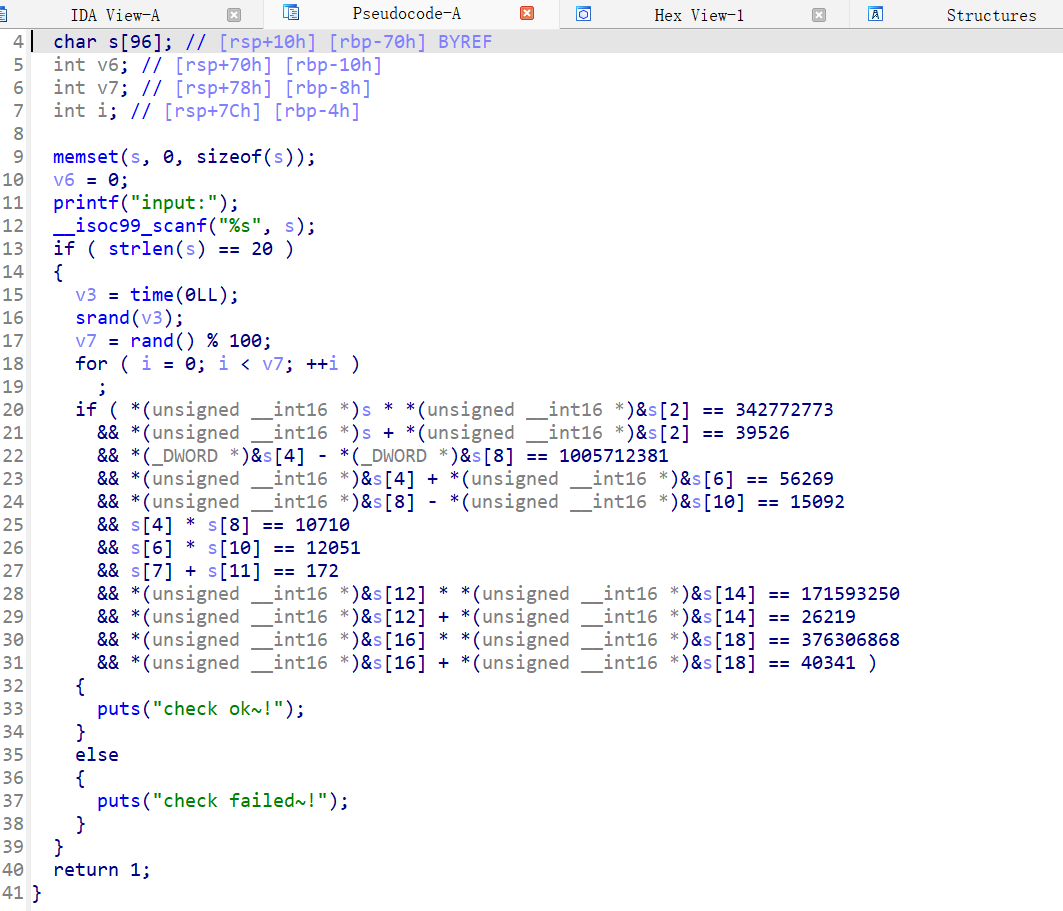 IDA View-A Pseudocode-A Hex View-1 Structures
4 char s[96]; // [rsp+10h] [rbp-70h] BYREF
5 int v6; // [rsp+70h] [rbp-10h]
6 int v7; // [rsp+78h] [rbp-8h]
7 int i; // [rsp+7Ch] [rbp-4h]
8
9 memset(s, 0, sizeof(s));
10 v6 = 0;
11 printf("input:");
12 __isoc99_scanf("%s", s);
13 if ( strlen(s) == 20 )
14 {
15 v3 = time(0LL);
16 srand(v3);
17 v7 = rand() % 100;
18 for ( i = 0; i < v7; ++i )
19 ;
20 if ( *(unsigned __int16 *)s * *(unsigned __int16 *)&s[2] == 342772773
21 && *(unsigned __int16 *)s + *(unsigned __int16 *)&s[2] == 39526
22 && *(_DWORD *)&s[4] - *(_DWORD *)&s[8] == 1005712381
23 && *(unsigned __int16 *)&s[4] + *(unsigned __int16 *)&s[6] == 56269
24 && *(unsigned __int16 *)&s[8] - *(unsigned __int16 *)&s[10] == 15092
25 && s[4] * s[8] == 10710
26 && s[6] * s[10] == 12051
27 && s[7] + s[11] == 172
28 && *(unsigned __int16 *)&s[12] * *(unsigned __int16 *)&s[14] == 171593250
29 && *(unsigned __int16 *)&s[12] + *(unsigned __int16 *)&s[14] == 26219
30 && *(unsigned __int16 *)&s[16] * *(unsigned __int16 *)&s[18] == 376306868
31 && *(unsigned __int16 *)&s[16] + *(unsigned __int16 *)&s[18] == 40341 )
32 {
33 puts("check ok~!");
34 }
35 else
36 {
37 puts("check failed~!");
38 }
39 }
40 return 1;
41 }